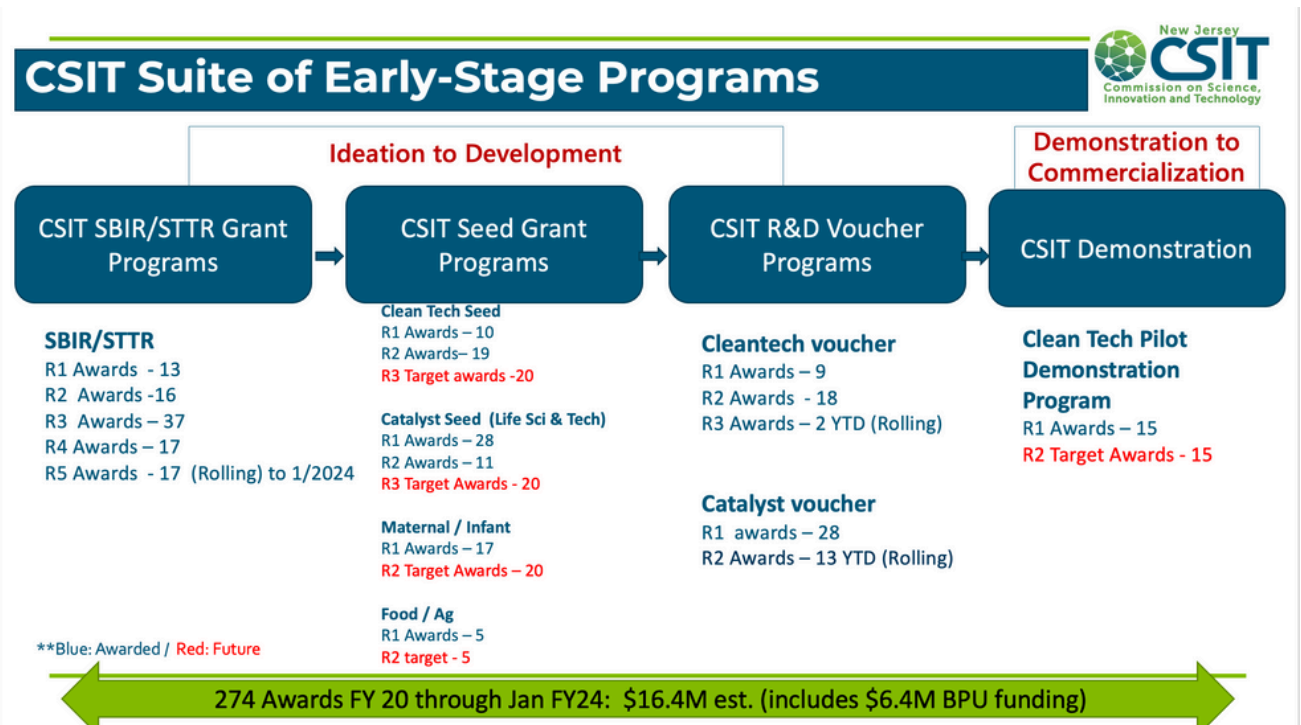 New Jersey
CSIT
Commission on Science,
Innovation and Technology
CSIT Suite of Early-Stage Programs
Ideation to Development
Demonstration to
Commercialization
CSIT SBIR/STTR Grant
Programs
CSIT Seed Grant
Programs
CSIT R&D Voucher
Programs
CSIT Demonstration
SBIR/STTR
R1 Awards - 13
R2 Awards -16
R3 Awards – 37
R4 Awards – 17
R5 Awards - 17 (Rolling) to 1/2024
Clean Tech Seed
R1 Awards – 10
R2 Awards– 19
R3 Target awards -20
Catalyst Seed (Life Sci & Tech)
R1 Awards – 28
R2 Awards – 11
R3 Target Awards - 20
Maternal / Infant
R1 Awards – 17
R2 Target Awards – 20
Food / Ag
R1 Awards – 5
R2 target - 5
Cleantech voucher
R1 Awards – 9
R2 Awards - 18
R3 Awards – 2 YTD (Rolling)
Catalyst voucher
R1 awards – 28
R2 Awards – 13 YTD (Rolling)
Clean Tech Pilot
Demonstration
Program
R1 Awards – 15
R2 Target Awards - 15
**Blue: Awarded / Red: Future
274 Awards FY 20 through Jan FY24: $16.4M est. (includes $6.4M BPU funding)